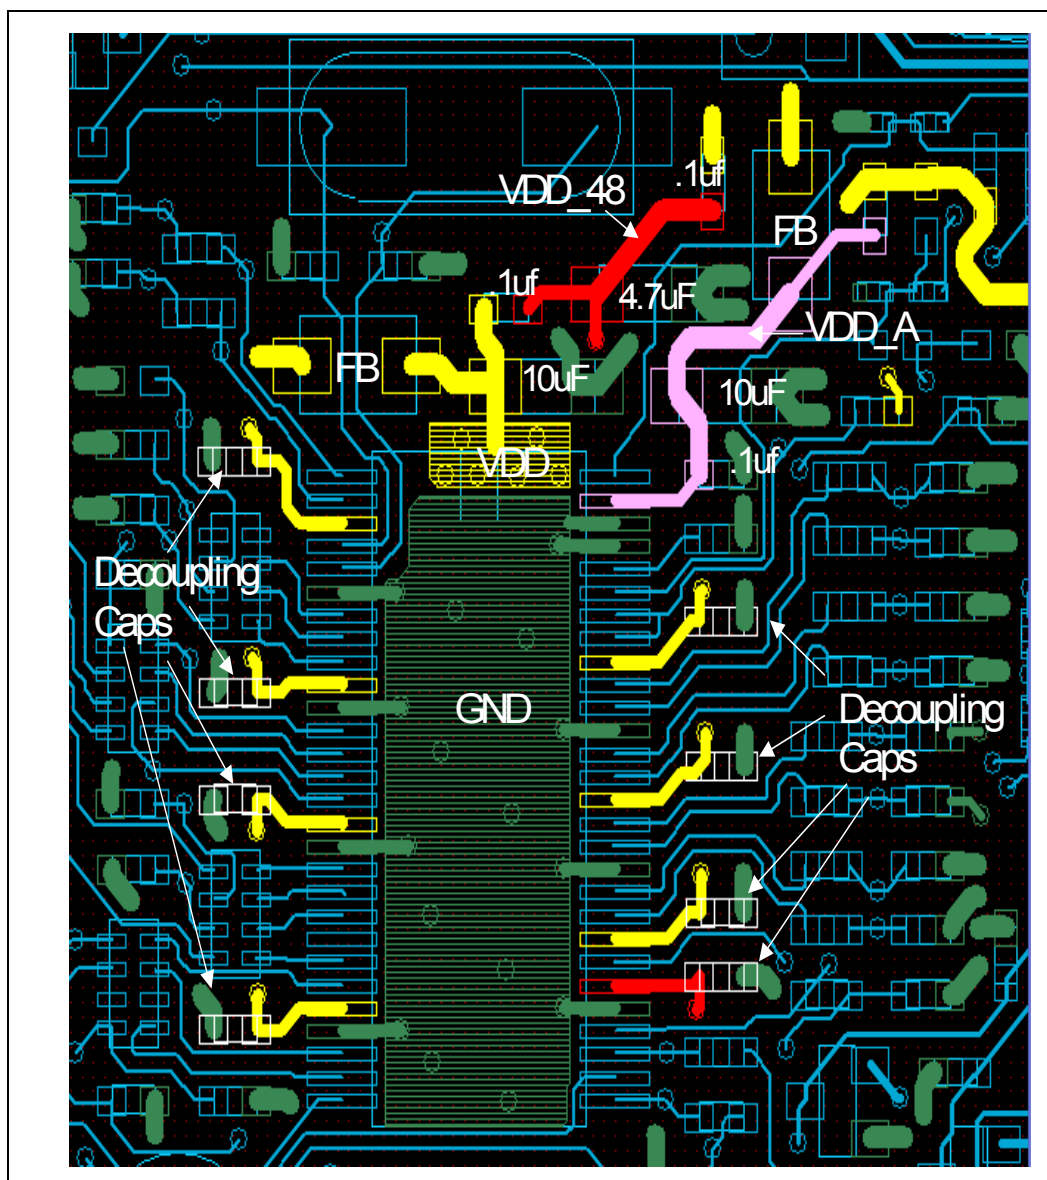 .1uf
VDD_48
FB
.1uf
4.7uF
VDD_A
FB
10uF
10uF
VDD
.1uf
Decoupling
Caps
GND
Decoupling
Caps